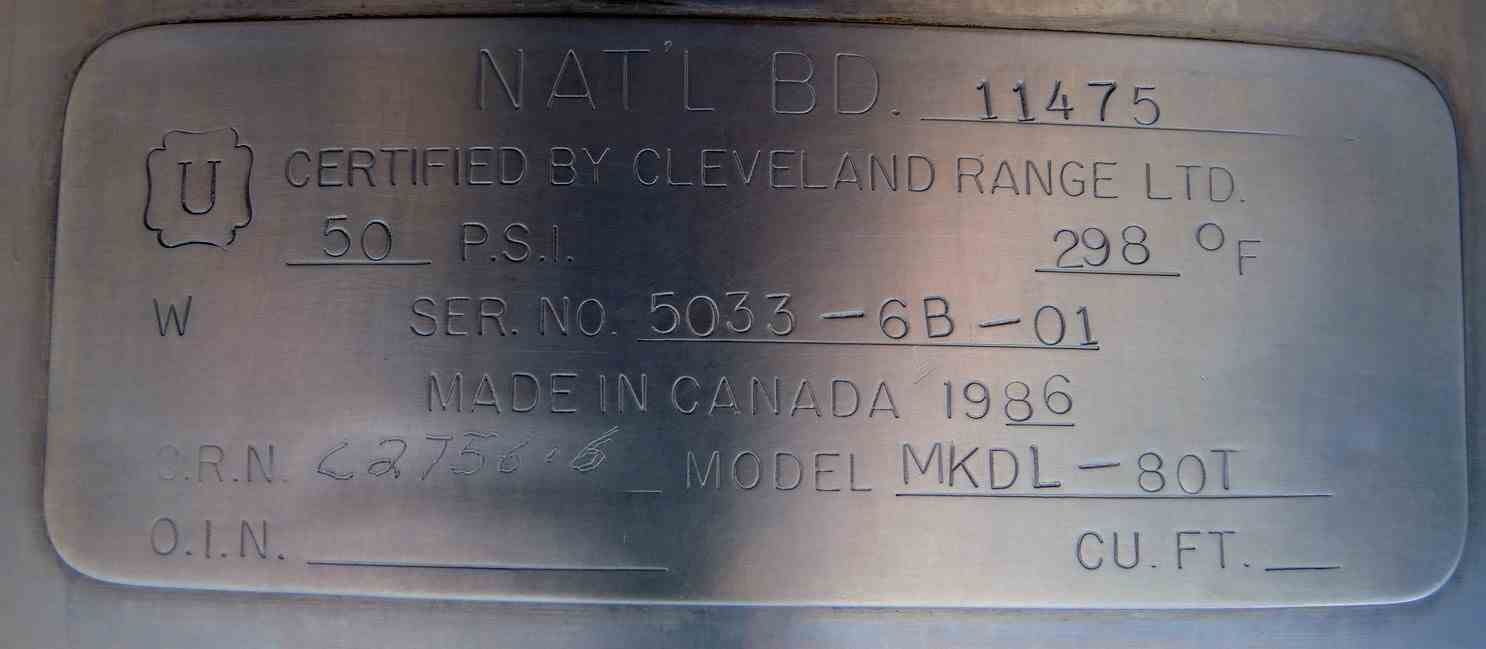 NAT'L BD. 11475
U CERTIFIED BY CLEVELAND RANGE LTD.
50 P.S.I. 298 °F
W SER. NO. 5033-6B-01
MADE IN CANADA 1986
C.R.N. MODEL MKDL-80T
O.I.N. CU. FT.